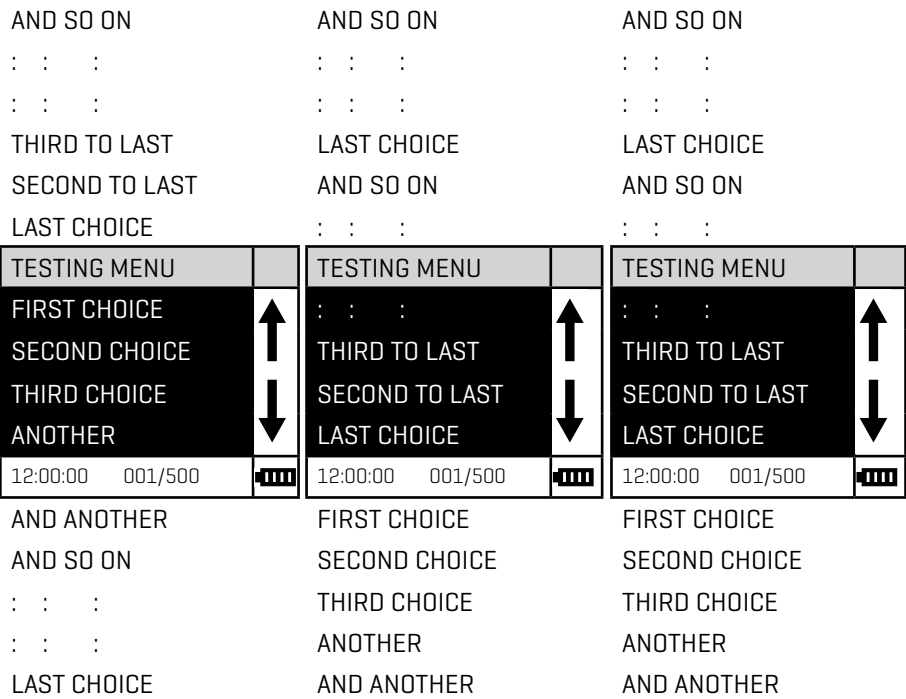 AND SO ON
: : :
: : :
THIRD TO LAST
SECOND TO LAST
LAST CHOICE
TESTING MENU
FIRST CHOICE
SECOND CHOICE
THIRD CHOICE
ANOTHER
12:00:00 001/500
AND ANOTHER
AND SO ON
: : :
: : :
LAST CHOICE
AND SO ON
: : :
: : :
LAST CHOICE
AND SO ON
: : :
TESTING MENU
: : :
THIRD TO LAST
SECOND TO LAST
LAST CHOICE
12:00:00 001/500
FIRST CHOICE
SECOND CHOICE
THIRD CHOICE
ANOTHER
AND ANOTHER
AND SO ON
: : :
: : :
LAST CHOICE
AND SO ON
: : :
TESTING MENU
: : :
THIRD TO LAST
SECOND TO LAST
LAST CHOICE
12:00:00 001/500
FIRST CHOICE
SECOND CHOICE
THIRD CHOICE
ANOTHER
AND ANOTHER